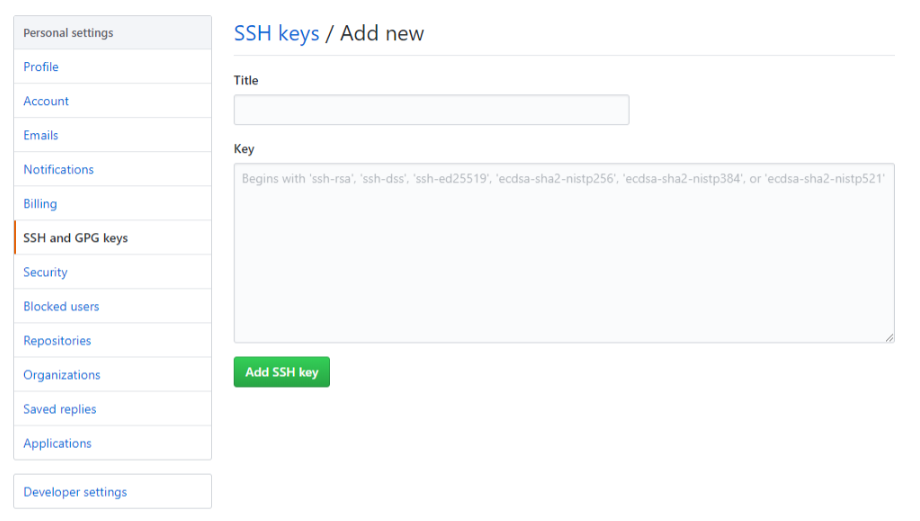 Personal settings
Profile
Account
Emails
Notifications
Billing
SSH and GPG keys
Security
Blocked users
Repositories
Organizations
Saved replies
Applications
Developer settings
SSH keys / Add new
Title
Key
Begins with 'ssh-rsa', 'ssh-dss', 'ssh-ed25519', 'ecdsa-sha2-nistp256', 'ecdsa-sha2-nistp384', or 'ecdsa-sha2-nistp521'
Add SSH key